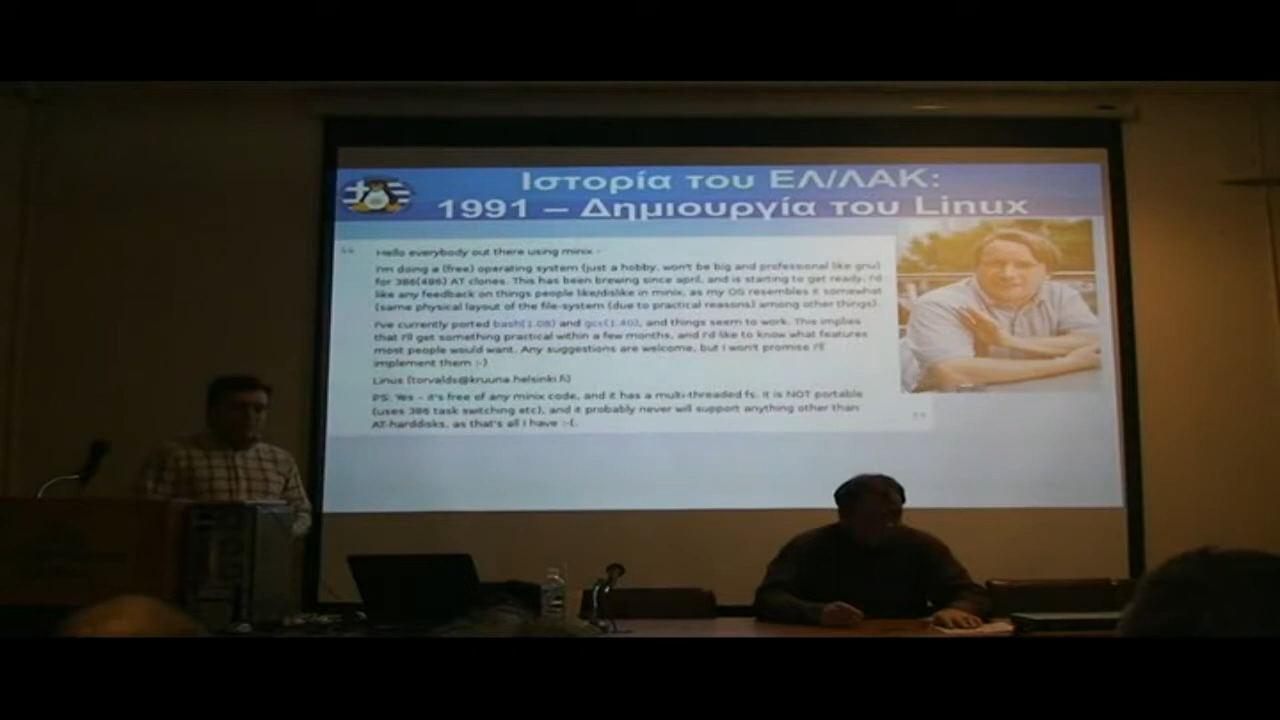 Ιστορία του ΕΛ/ΛΑΚ:
1991 – Δημιουργία του Linux
“ Hello everybody out there using minix -
I'm doing a (free) operating system (just a hobby, won't be big and professional like gnu)
for 386(486) AT clones. This has been brewing since april, and is starting to get ready. I'd
like any feedback on things people like/dislike in minix, as my OS resembles it somewhat
(same physical layout of the file-system (due to practical reasons) among other things).
I've currently ported bash(1.08) and gcc(1.40), and things seem to work. This implies
that I'll get something practical within a few months, and I'd like to know what features
most people would want. Any suggestions are welcome, but I won't promise I'll
implement them :-)
Linus (torvalds@kruuna.helsinki.fi)
PS. Yes – it's free of any minix code, and it has a multi-threaded fs. It is NOT portable
(uses 386 task switching etc), and it probably never will support anything other than
AT-harddisks, as that's all I have :-(. ”